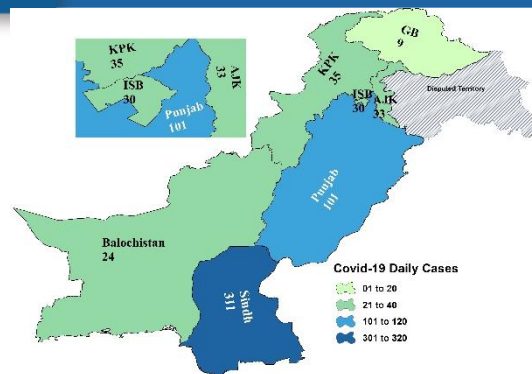 KPK
35
ISB
30
AJK
33
Punjab
101
GB
9
KPK
35
ISB
30
AJK
33
Disputed Territory
Punjab
101
Balochistan
24
Sindh
311
Covid-19 Daily Cases
01 to 20
21 to 40
101 to 120
301 to 320